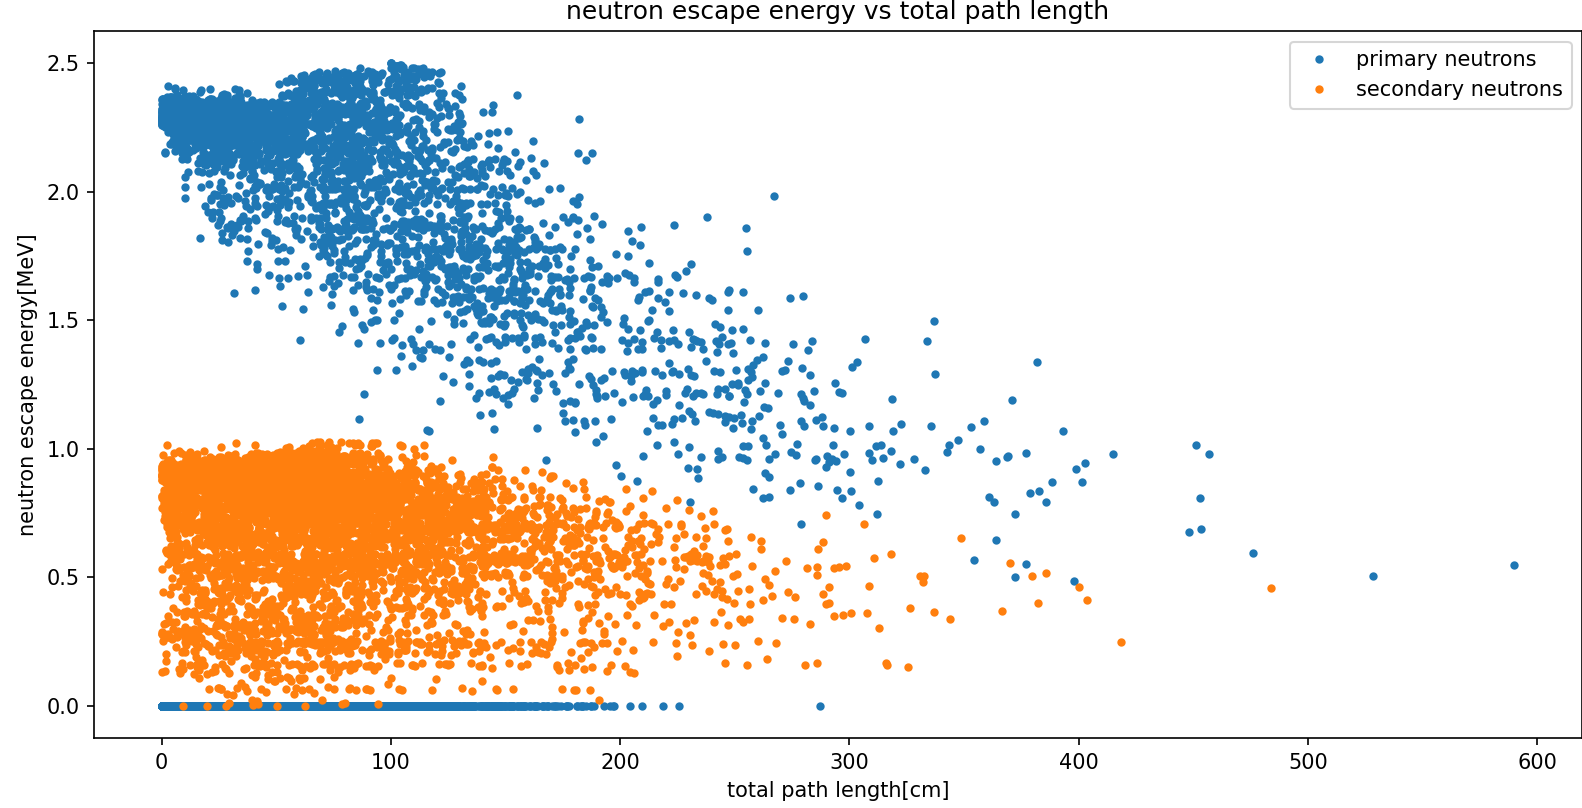 neutron escape energy vs total path length
primary neutrons
secondary neutrons
neutron escape energy[MeV]
2.5
2.0
1.5
1.0
0.5
0.0
0 100 200 300 400 500 600
total path length[cm]